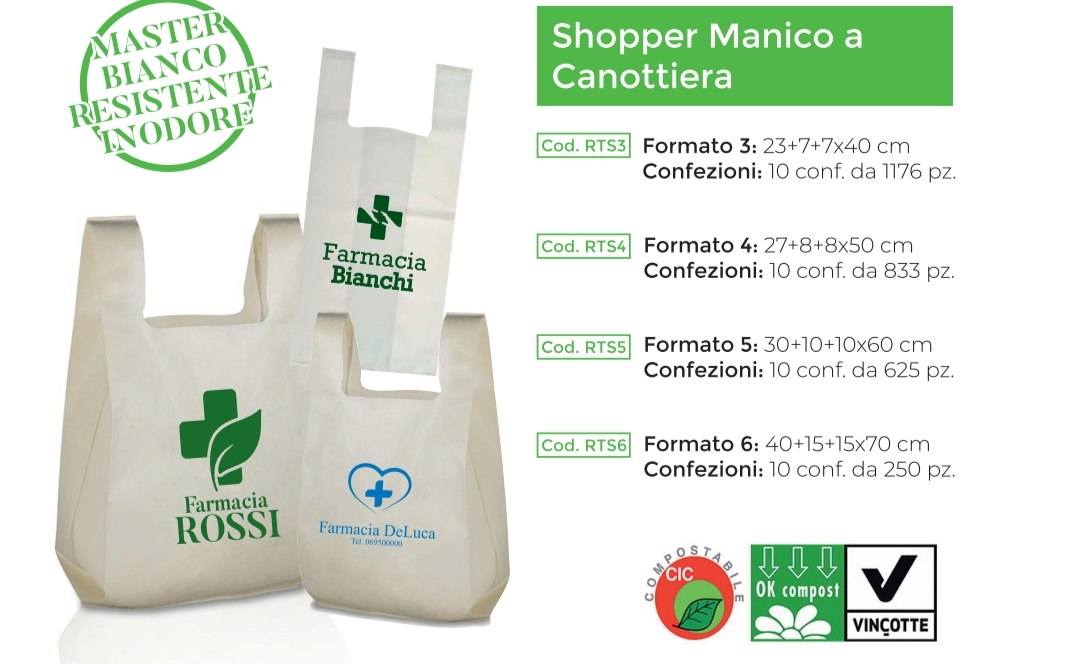 MASTER
BIANCO
RESISTENTE
INODORE
Farmacia
Bianchi
Farmacia
ROSSI
Farmacia DeLuca
Tel. 069500000
Shopper Manico a
Canottiera
Cod. RTS3
Formato 3: 23+7+7x40 cm
Confezioni: 10 conf. da 1176 pz.
Cod. RTS4
Formato 4: 27+8+8x50 cm
Confezioni: 10 conf. da 833 pz.
Cod. RTS5
Formato 5: 30+10+10x60 cm
Confezioni: 10 conf. da 625 pz.
Cod. RTS6
Formato 6: 40+15+15x70 cm
Confezioni: 10 conf. da 250 pz.
COMPOSTABILE
CIC
OK compost
VINÇOTTE